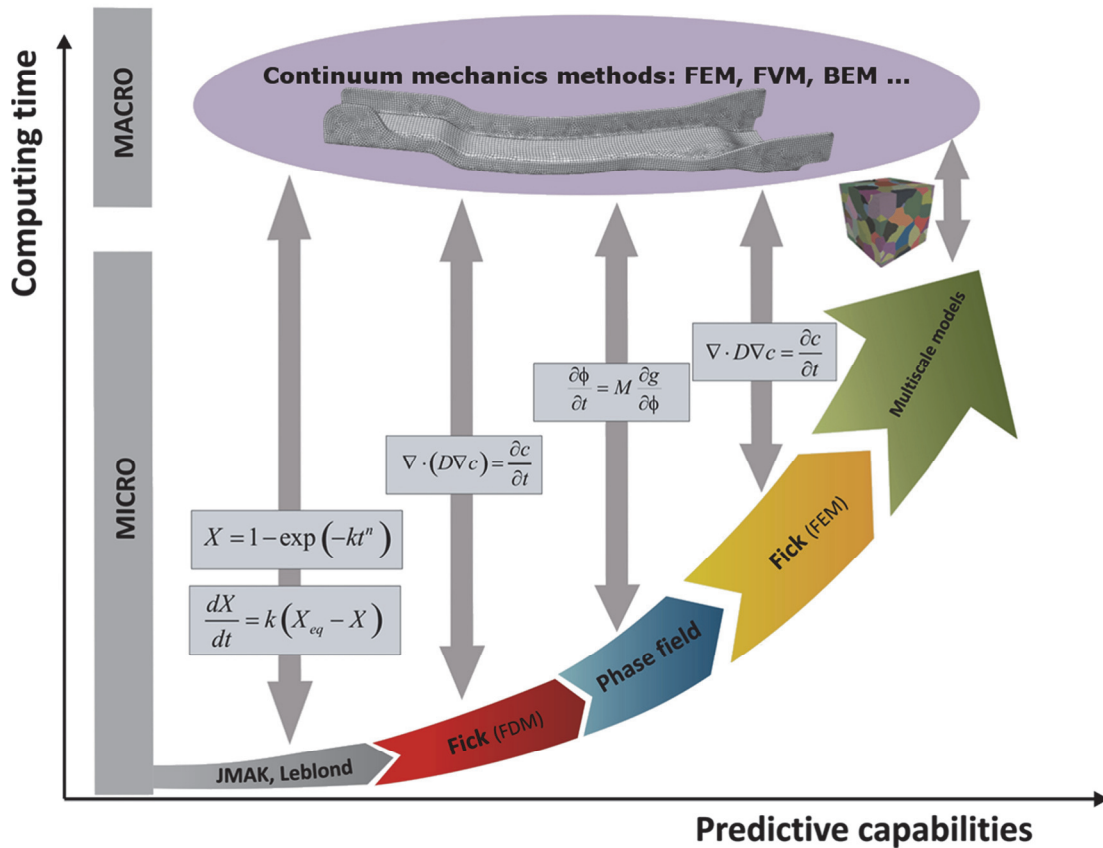 Computing time
MACRO
MICRO
Continuum mechanics methods: FEM, FVM, BEM ...
∇ · D∇c = ∂c/∂t
∂ϕ/∂t = M ∂g/∂ϕ
∇ · (D∇c) = ∂c/∂t
X = 1 − exp (−ktⁿ)
dX/dt = k (X_eq − X)
JMAK, Leblond
Fick (FDM)
Phase field
Fick (FEM)
Multiscale models
Predictive capabilities